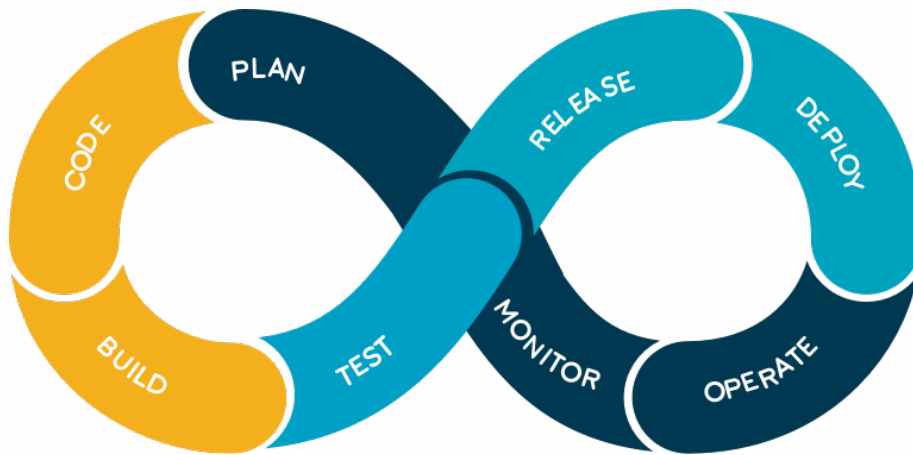 PLAN
CODE
BUILD
TEST
RELEASE
DEPLOY
OPERATE
MONITOR